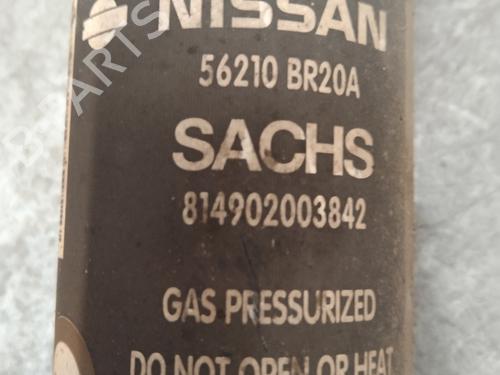 NISSAN
56210 BR20A
SACHS
814902003842
GAS PRESSURIZED
DO NOT OPEN OR HEAT